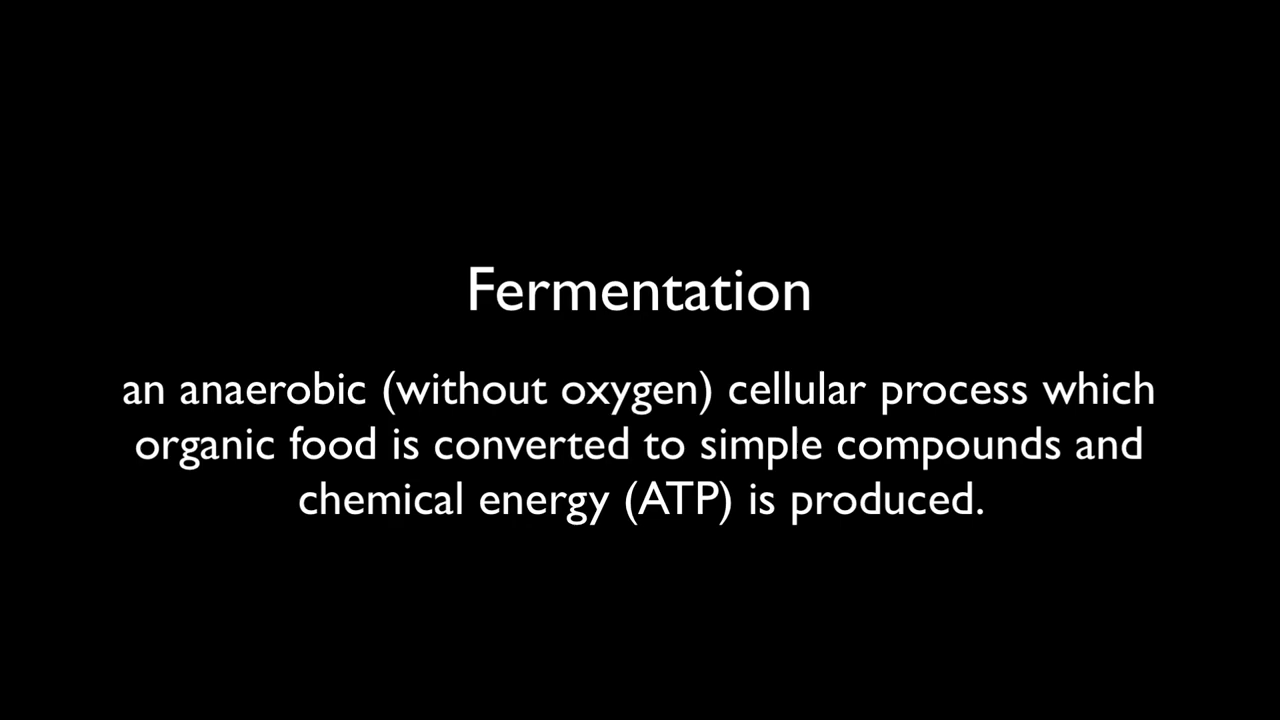 Fermentation
an anaerobic (without oxygen) cellular process which
organic food is converted to simple compounds and
chemical energy (ATP) is produced.